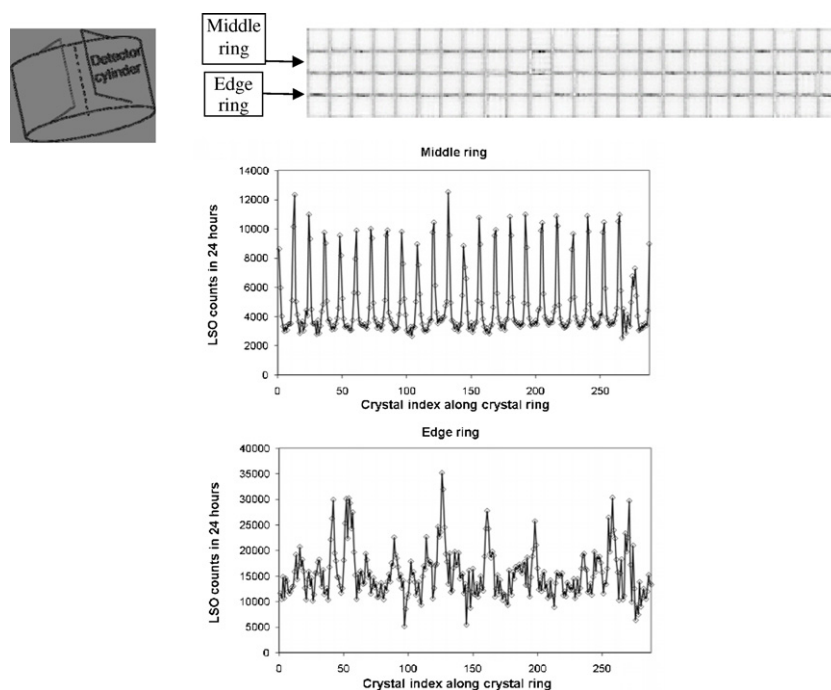 Middle
ring
Edge
ring
Detector
cylinder
Middle ring
LSO counts in 24 hours
14000
12000
10000
8000
6000
4000
2000
0
0
50
100
150
200
250
Crystal index along crystal ring
Edge ring
LSO counts in 24 hours
40000
35000
30000
25000
20000
15000
10000
5000
0
0
50
100
150
200
250
Crystal index along crystal ring